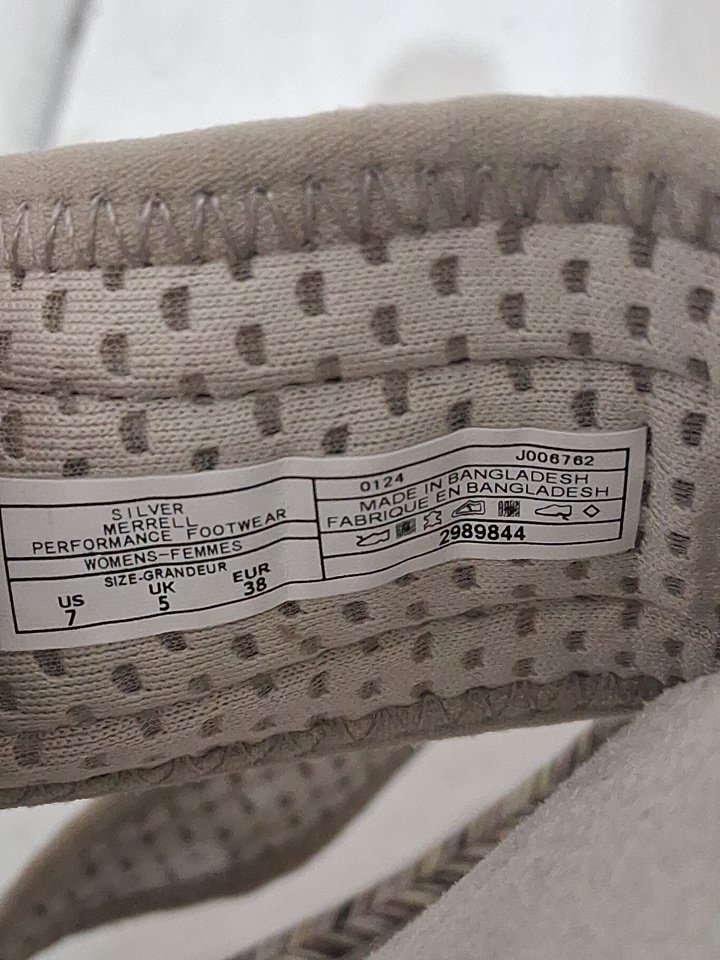 SILVER
MERRELL
PERFORMANCE FOOTWEAR
WOMENS-FEMMES
SIZE-GRANDEUR
US UK EUR
7 5 38
0124 J006762
MADE IN BANGLADESH
FABRIQUE EN BANGLADESH
2989844